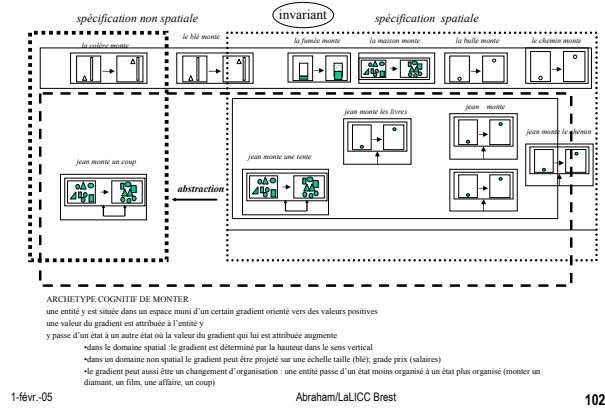 spécification non spatiale
invariant
spécification spatiale
la colère monte
le blé monte
la fumée monte
la maison monte
la bulle monte
le chemin monte
jean monte les livres
jean monte
jean monte le chemin
jean monte un coup
jean monte une tente
abstraction
ARCHETYPE COGNITIF DE MONTER
une entité y est située dans un espace muni d'un certain gradient orienté vers des valeurs positives
une valeur du gradient est attribuée à l'entité y
y passe d'un état à un autre état où la valeur du gradient qui lui est attribuée augmente
•dans le domaine spatial :le gradient est déterminé par la hauteur dans le sens vertical
•dans un domaine non spatial le gradient peut être projeté sur une échelle taille (blé); grade prix (salaires)
•le gradient peut aussi être un changement d'organisation : une entité passe d'un état moins organisé à un état plus organisé (monter un
diamant, un film, une affaire, un coup)
1-févr.-05
Abraham/LaLICC Brest
102